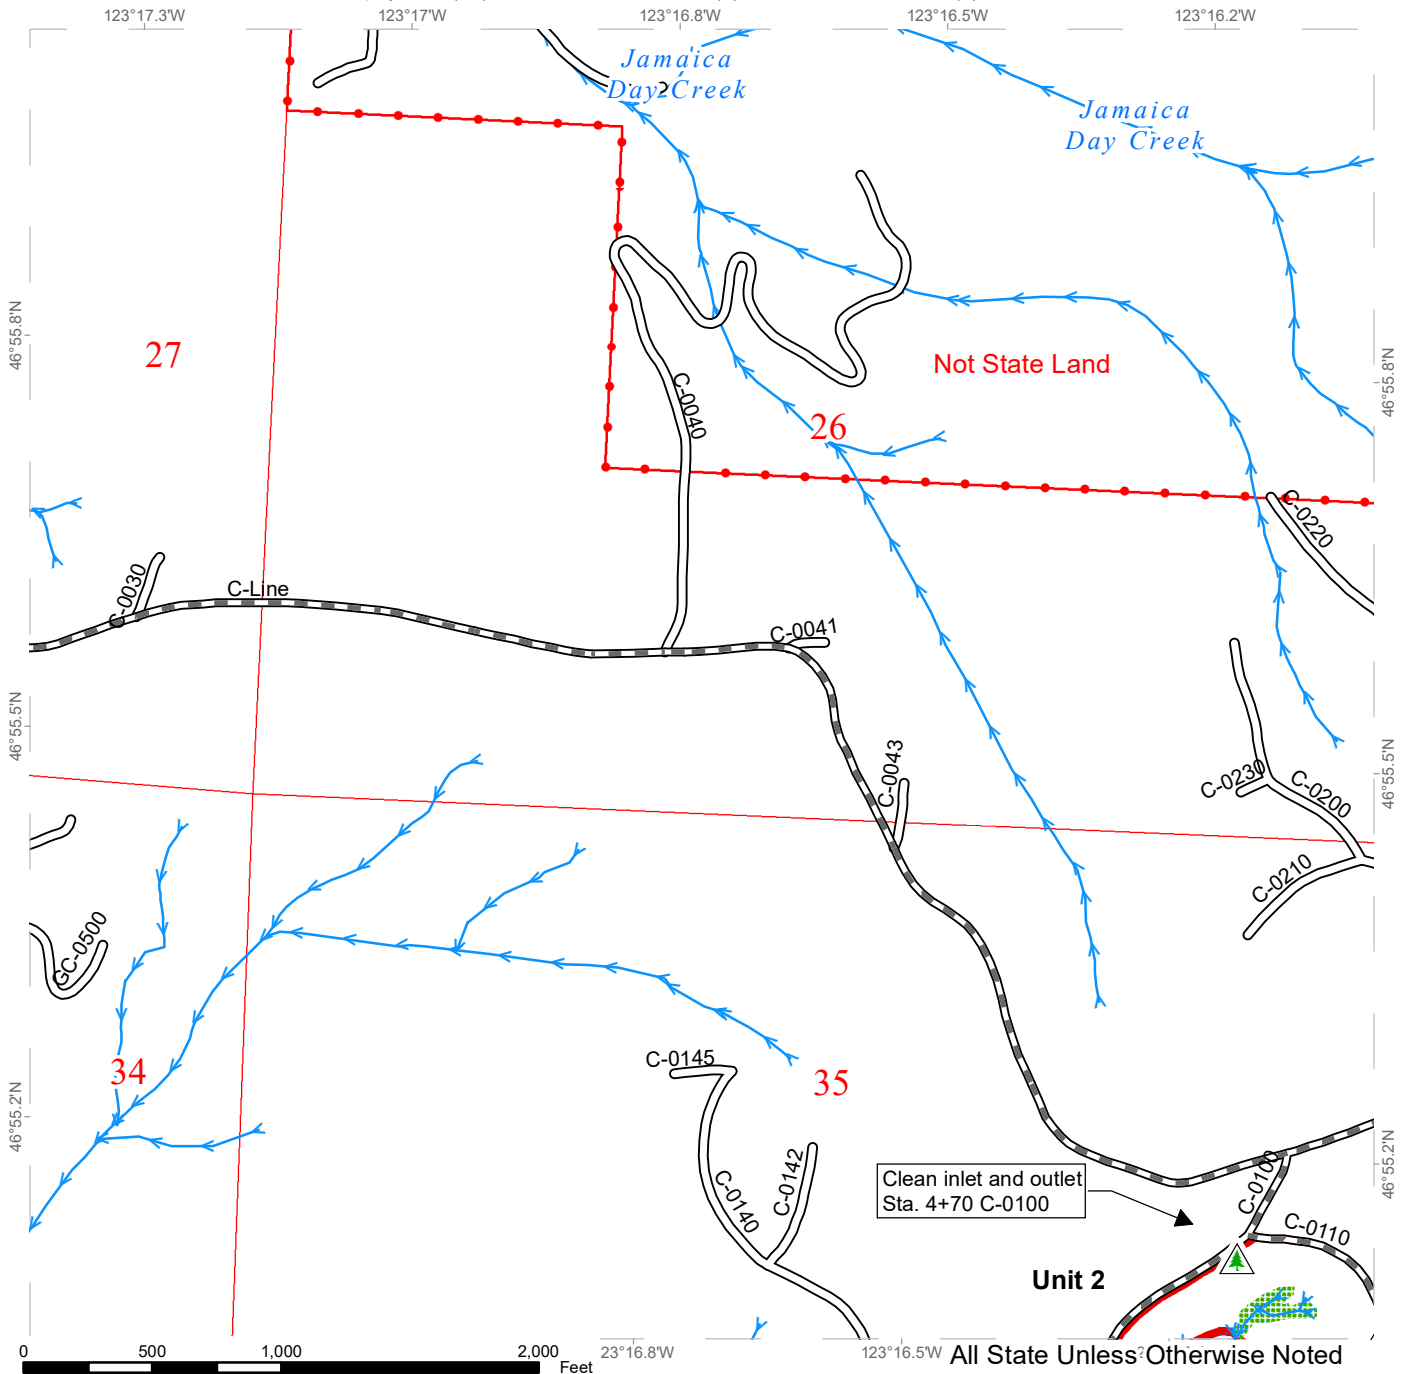 123°17.3'W
123°17'W
123°16.8'W
123°16.5'W
123°16.2'W
Jamaica
Day Creek
Jamaica
Day Creek
46°55.8'N
27
C-0040
26
Not State Land
46°55.8'N
C-0220
C-0030
C-Line
C-0041
46°55.5'N
C-0043
C-0230
C-0200
46°55.5'N
C-0210
GC-0500
34
C-0145
35
46°55.2'N
C-0140
C-0142
Clean inlet and outlet
Sta. 4+70 C-0100
C-0100
46°55.2'N
C-0110
Unit 2
0
500
1,000
2,000
Feet
23°16.8'W
123°16.5'W
All State Unless Otherwise Noted